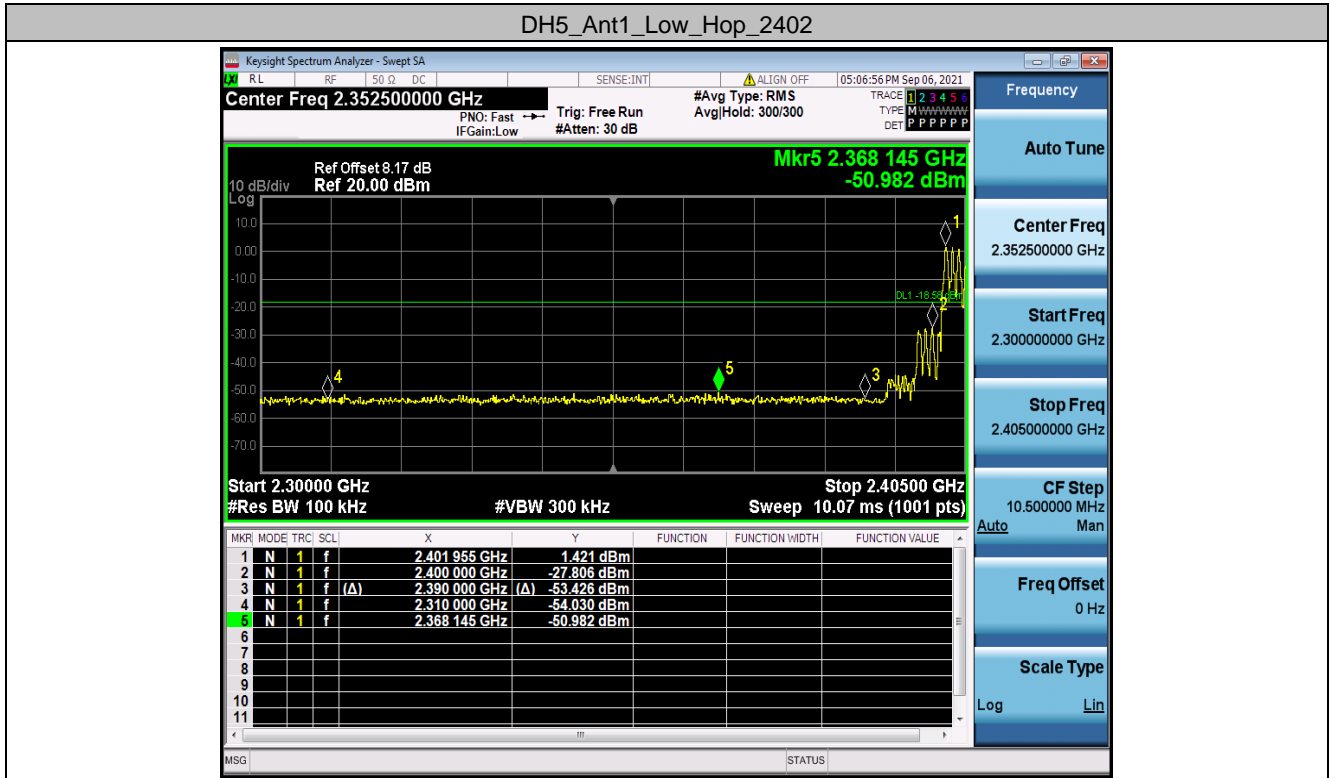 DH5_Ant1_Low_Hop_2402
Keysight Spectrum Analyzer - Swept SA
LXI RL RF 50 Ω DC SENSE:INT ALIGN OFF 05:06:56 PM Sep 06, 2021
Center Freq 2.352500000 GHz #Avg Type: RMS TRACE 1 2 3 4 5 6
PNO: Fast Trig: Free Run Avg|Hold: 300/300 TYPE M WWWWW
IFGain:Low #Atten: 30 dB DET P P P P P P
Mkr5 2.368 145 GHz
-50.982 dBm
Ref Offset 8.17 dB
10 dB/div Ref 20.00 dBm
Log
10.0
0.00
-10.0
-20.0
-30.0
-40.0
-50.0
-60.0
-70.0
1
DL1 -18.58 dBm
2
3
4
5
Start 2.30000 GHz Stop 2.40500 GHz
#Res BW 100 kHz #VBW 300 kHz Sweep 10.07 ms (1001 pts)
MKR MODE TRC SCL X Y FUNCTION FUNCTION WIDTH FUNCTION VALUE
1 N 1 f 2.401 955 GHz 1.421 dBm
2 N 1 f 2.400 000 GHz -27.806 dBm
3 N 1 f (Δ) 2.390 000 GHz (Δ) -53.426 dBm
4 N 1 f 2.310 000 GHz -54.030 dBm
5 N 1 f 2.368 145 GHz -50.982 dBm
6
7
8
9
10
11
MSG STATUS
Frequency
Auto Tune
Center Freq
2.352500000 GHz
Start Freq
2.300000000 GHz
Stop Freq
2.405000000 GHz
CF Step
10.500000 MHz
Auto Man
Freq Offset
0 Hz
Scale Type
Log Lin